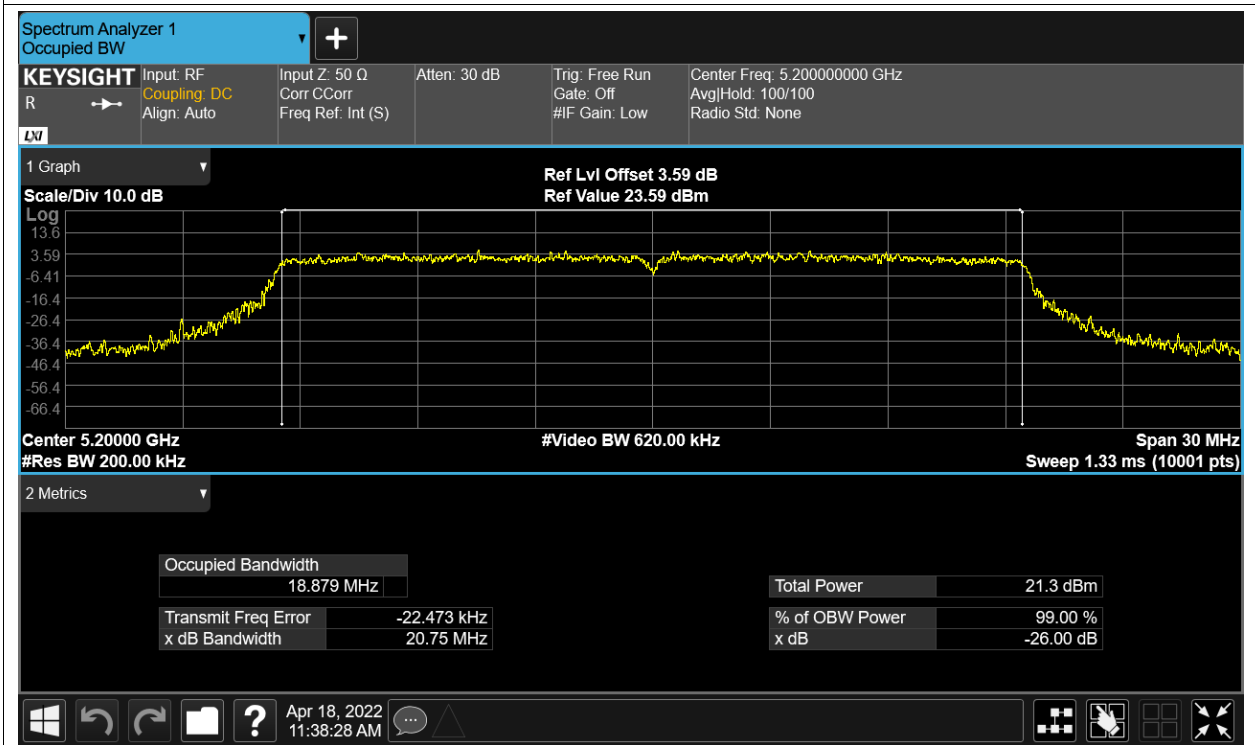 Spectrum Analyzer 1
Occupied BW
KEYSIGHT
R
LXI
Input: RF
Coupling: DC
Align: Auto
Input Z: 50 Ω
Corr CCorr
Freq Ref: Int (S)
Atten: 30 dB
Trig: Free Run
Gate: Off
#IF Gain: Low
Center Freq: 5.200000000 GHz
Avg|Hold: 100/100
Radio Std: None
1 Graph
Scale/Div 10.0 dB
Ref Lvl Offset 3.59 dB
Ref Value 23.59 dBm
Log
13.6
3.59
-6.41
-16.4
-26.4
-36.4
-46.4
-56.4
-66.4
Center 5.20000 GHz
#Video BW 620.00 kHz
Span 30 MHz
#Res BW 200.00 kHz
Sweep 1.33 ms (10001 pts)
2 Metrics
Occupied Bandwidth
18.879 MHz
Total Power 21.3 dBm
Transmit Freq Error -22.473 kHz
% of OBW Power 99.00 %
x dB Bandwidth 20.75 MHz
x dB -26.00 dB
?
Apr 18, 2022
11:38:28 AM